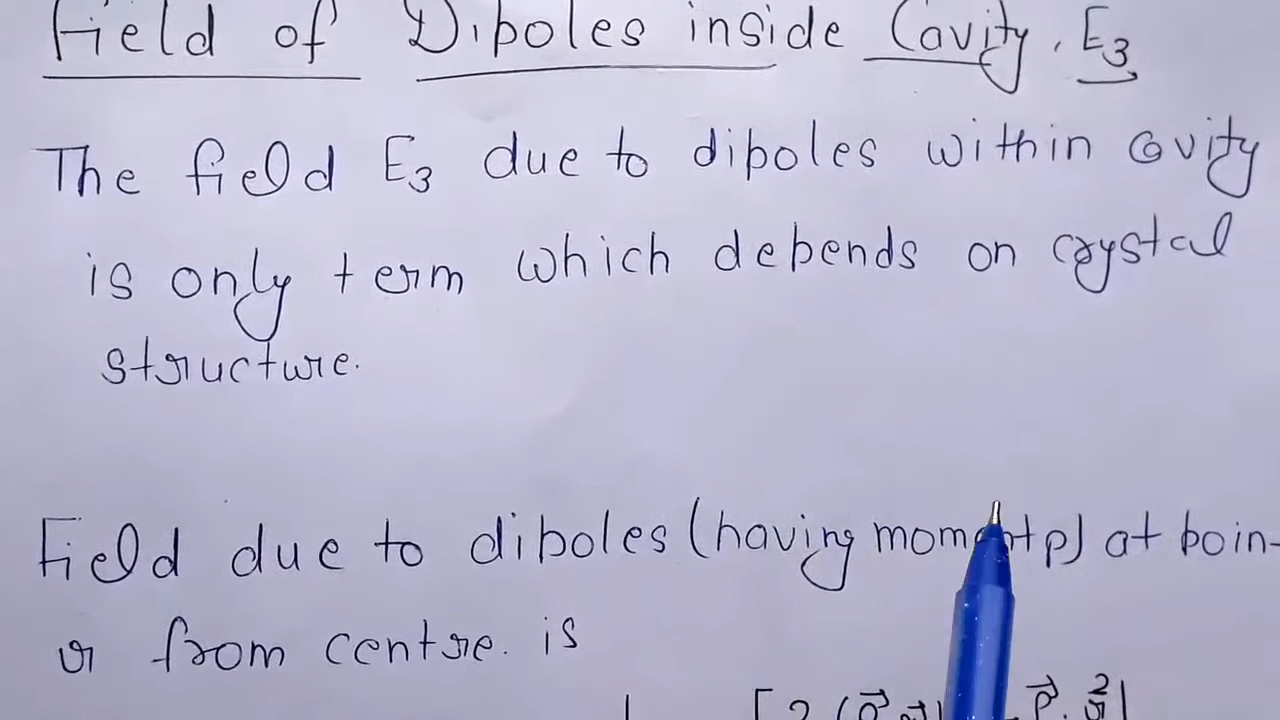 Field of Dipoles inside Cavity. E3
The field E3 due to dipoles within cavity
is only term which depends on crystal
structure.
Field due to dipoles (having moment p) at poin-
r from centre. is